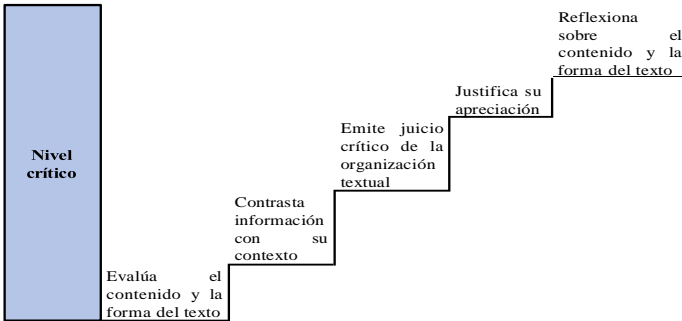 Reflexiona
sobre el
contenido y la
forma del texto
Justifica su
apreciación
Emite juicio
crítico de la
organización
textual
Nivel
crítico
Contrasta
información
con su
contexto
Evalúa el
contenido y la
forma del texto